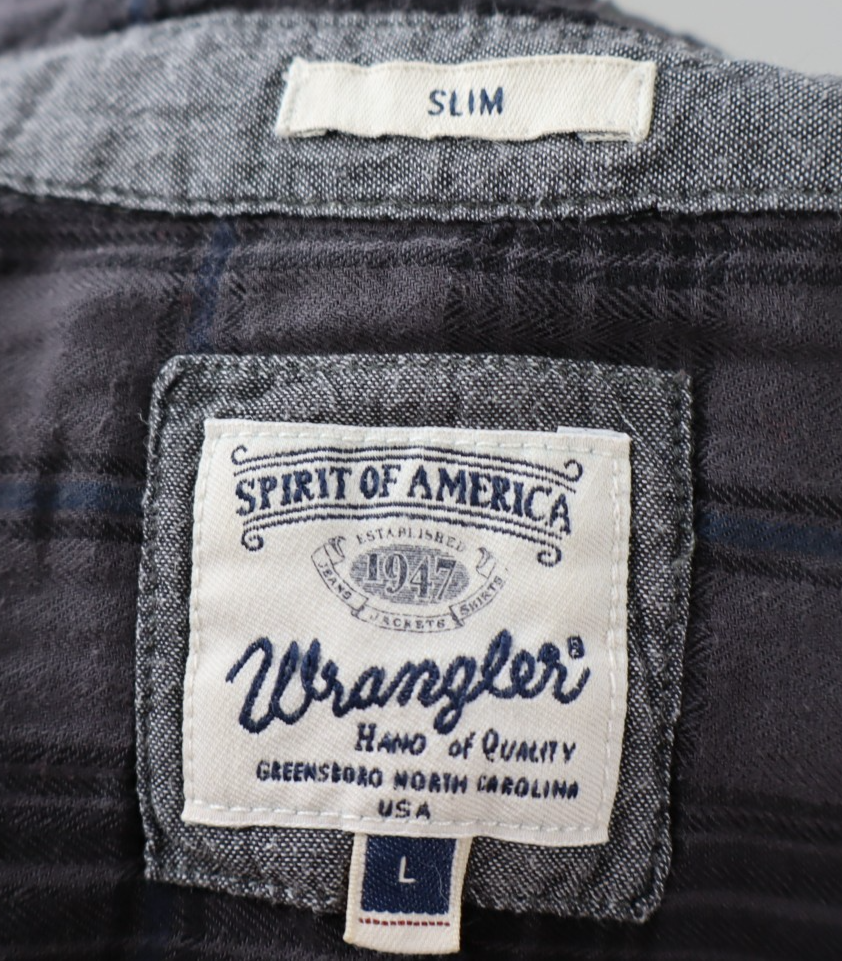 SLIM
SPIRIT OF AMERICA
ESTABLISHED
1947
JEANS JACKETS SHIRTS
Wrangler®
HAND of QUALITY
GREENSBORO NORTH CAROLINA
USA
L